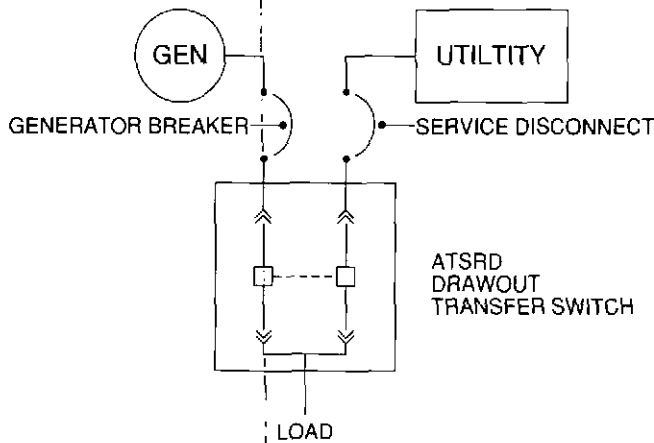 GEN
UTILTITY
GENERATOR BREAKER
SERVICE DISCONNECT
ATSRD
DRAWOUT
TRANSFER SWITCH
LOAD